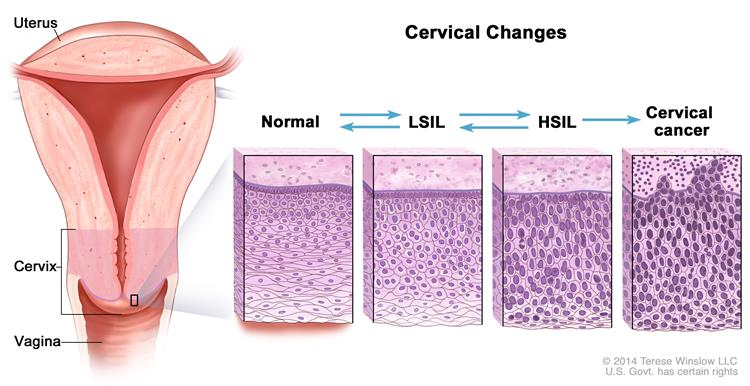 Uterus
Cervical Changes
Normal
LSIL
HSIL
Cervical
cancer
Cervix
Vagina
© 2014 Terese Winslow LLC
U.S. Govt. has certain rights